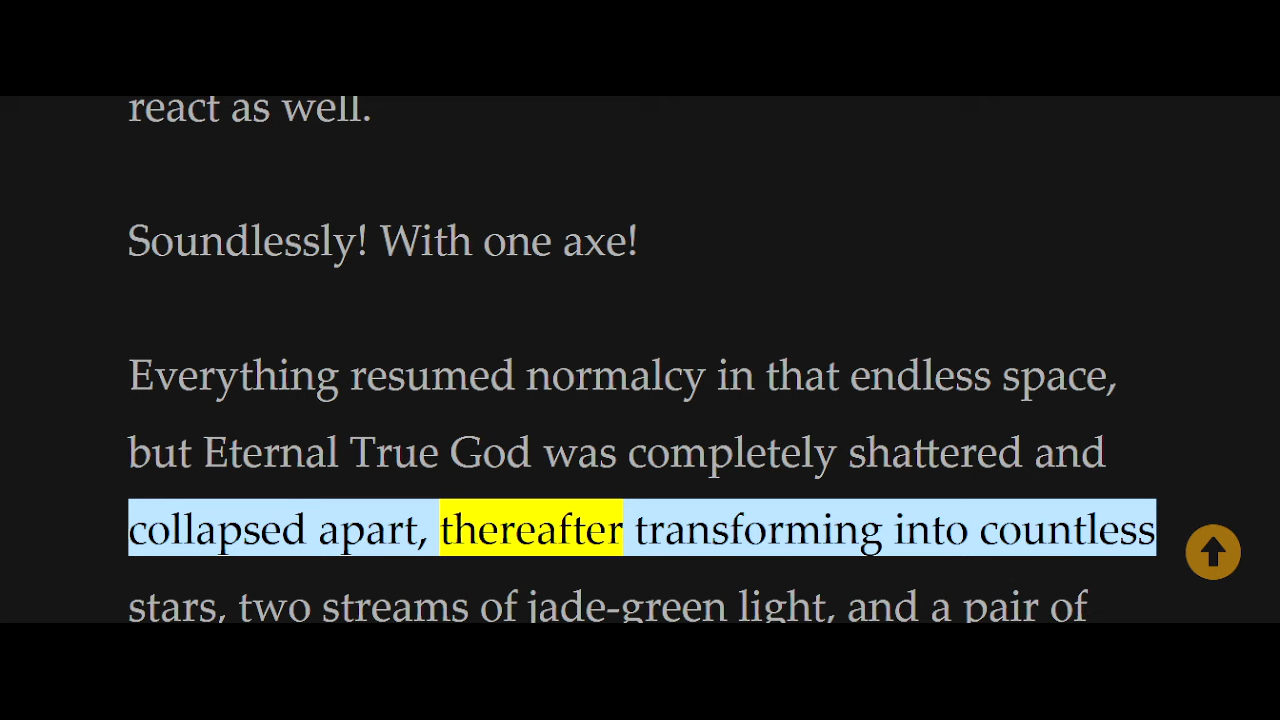 react as well.
Soundlessly! With one axe!
Everything resumed normalcy in that endless space,
but Eternal True God was completely shattered and
collapsed apart, thereafter transforming into countless
stars, two streams of jade-green light, and a pair of